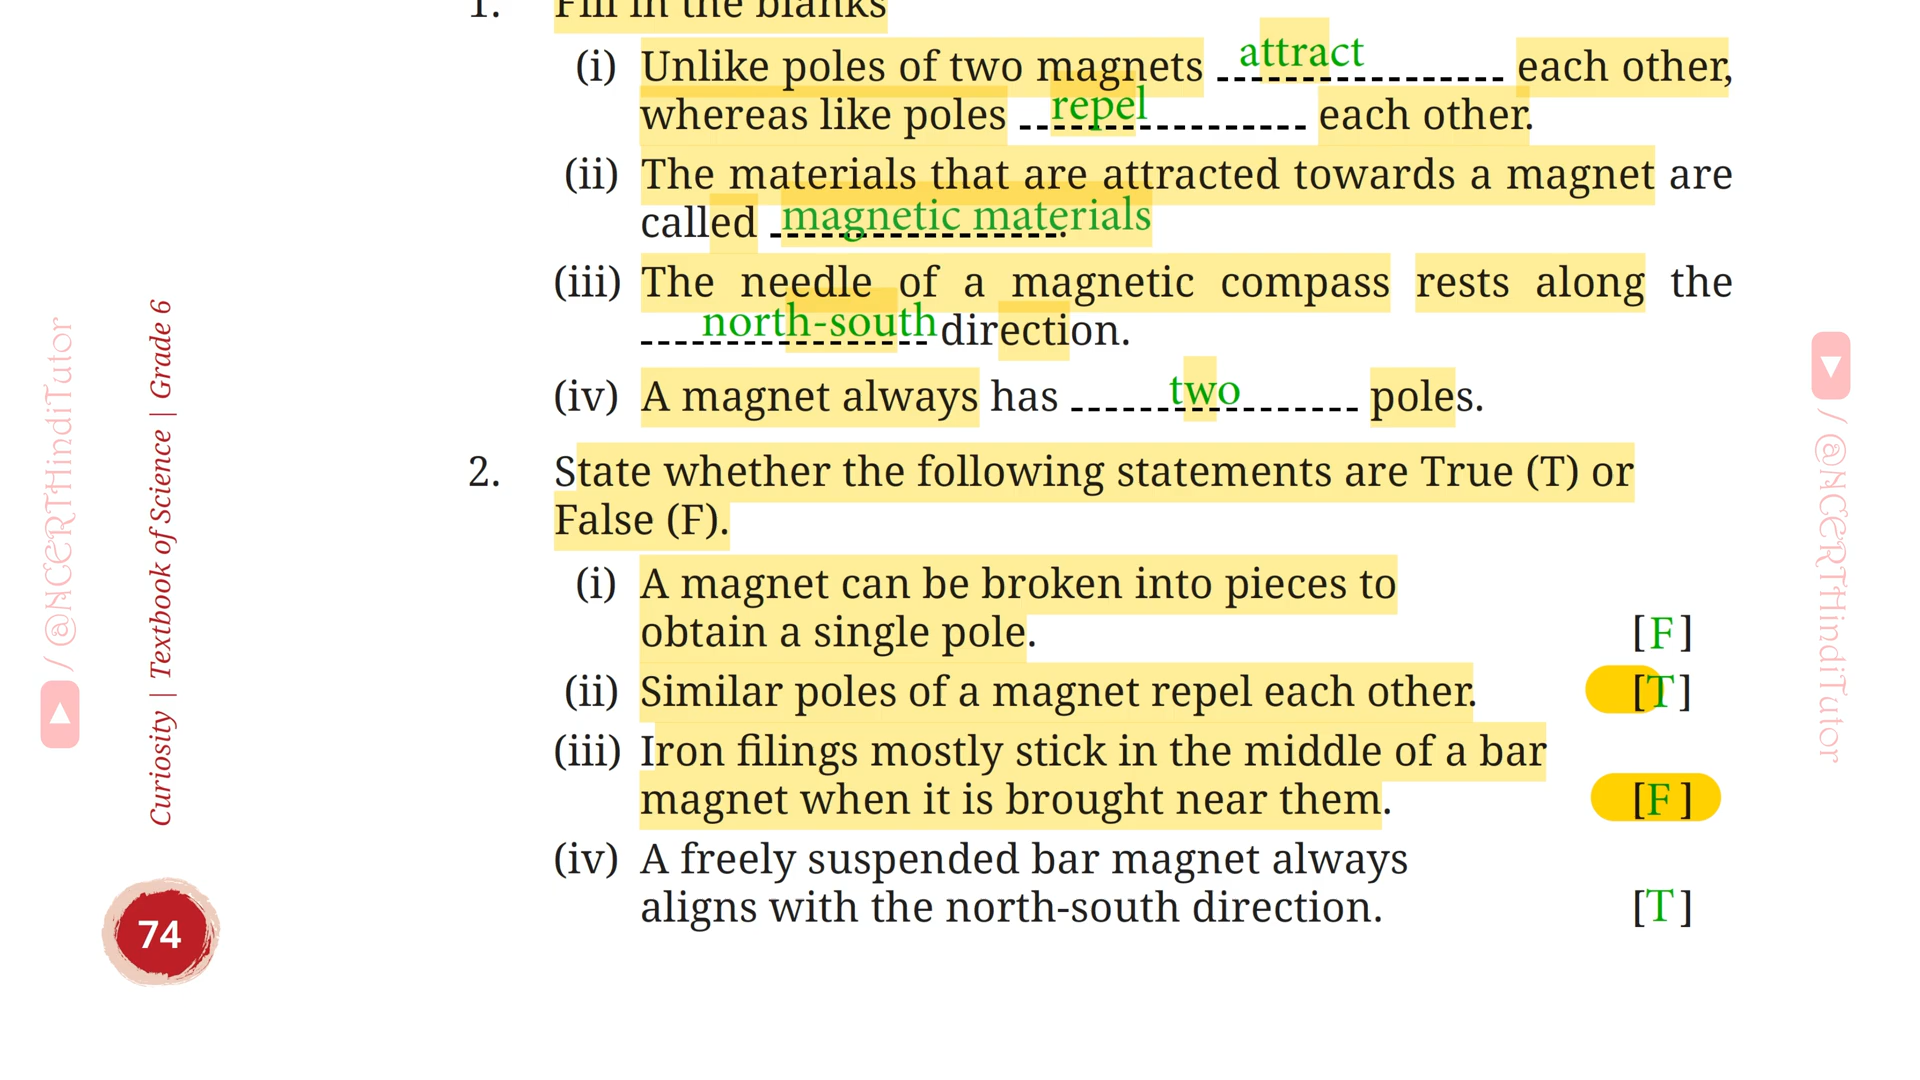 1. Fill in the blanks
(i) Unlike poles of two magnets attract each other,
whereas like poles repel each other.
(ii) The materials that are attracted towards a magnet are
called magnetic materials.
(iii) The needle of a magnetic compass rests along the
north-south direction.
(iv) A magnet always has two poles.
2. State whether the following statements are True (T) or
False (F).
(i) A magnet can be broken into pieces to
obtain a single pole. [F]
(ii) Similar poles of a magnet repel each other. [T]
(iii) Iron filings mostly stick in the middle of a bar
magnet when it is brought near them. [F]
(iv) A freely suspended bar magnet always
aligns with the north-south direction. [T]
/ @NCERTHindiTutor
Curiosity | Textbook of Science | Grade 6
74
/ @NCERTHindiTutor